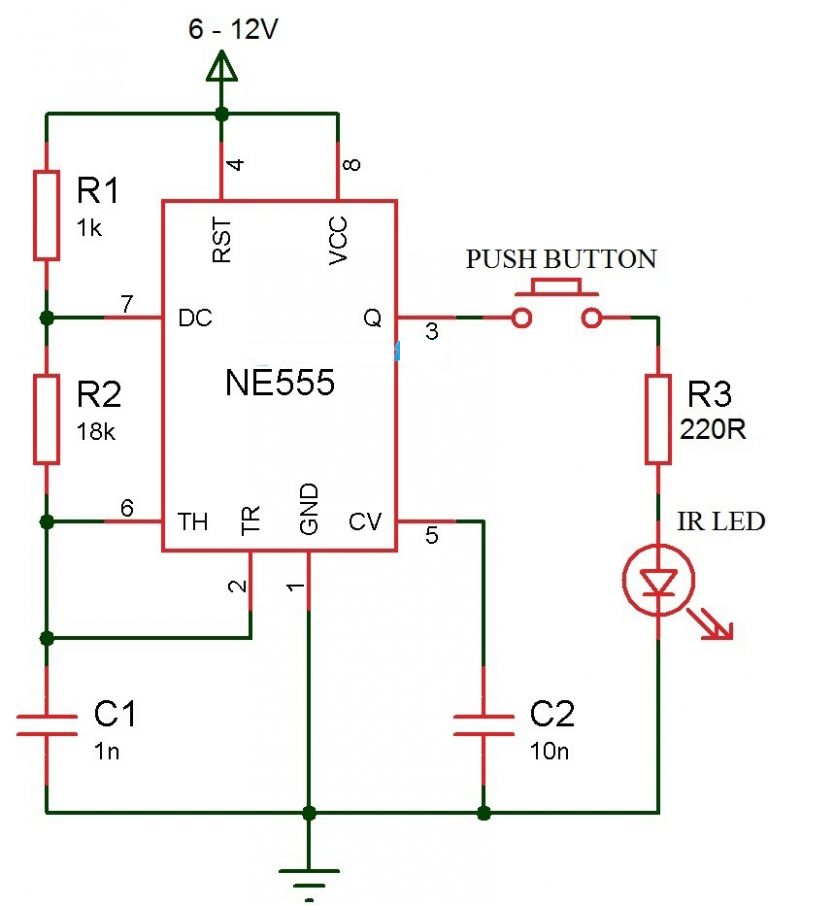 6 - 12V
4
8
R1
1k
RST
VCC
PUSH BUTTON
7
DC
Q
3
NE555
R2
18k
R3
220R
6
TH
TR
GND
CV
5
IR LED
2
1
C1
1n
C2
10n